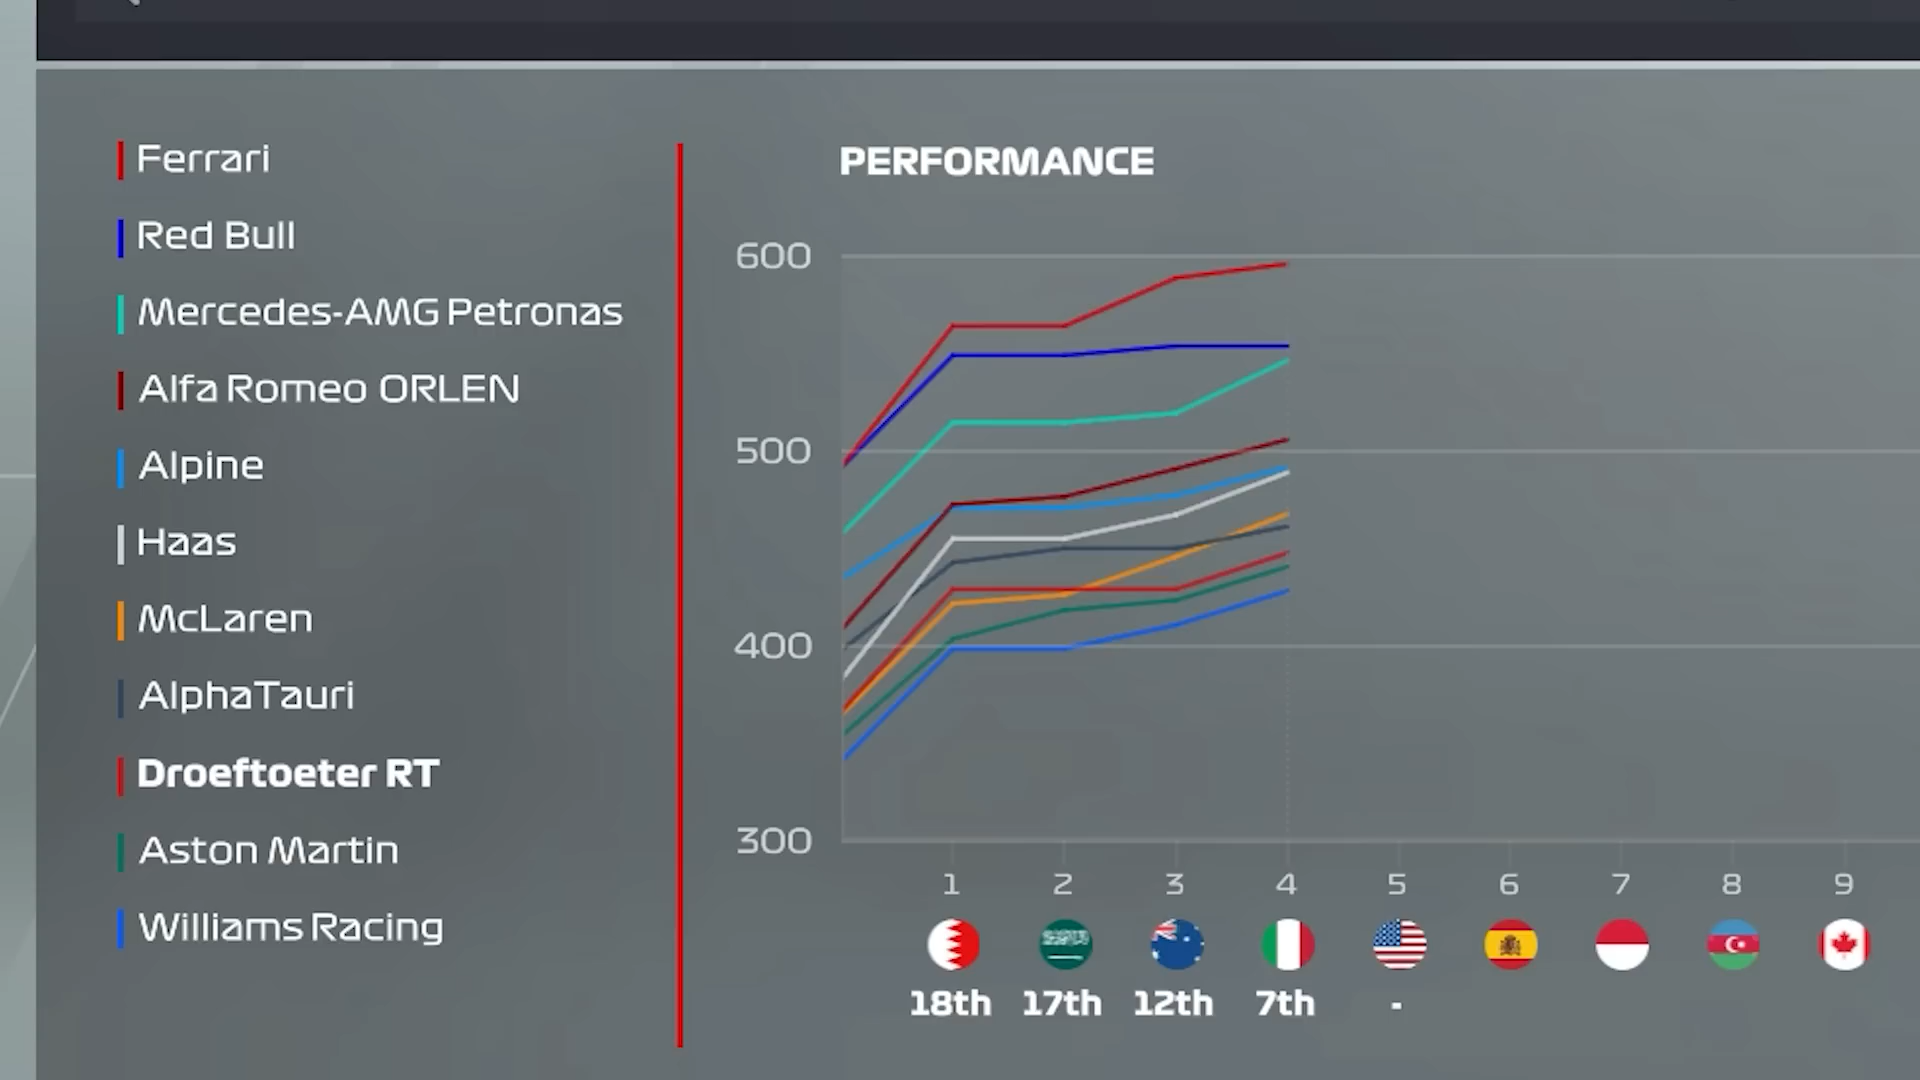 Ferrari
Red Bull
Mercedes-AMG Petronas
Alfa Romeo ORLEN
Alpine
Haas
McLaren
AlphaTauri
Droeftoeter RT
Aston Martin
Williams Racing
PERFORMANCE
600
500
400
300
1 2 3 4 5 6 7 8 9
18th 17th 12th 7th -